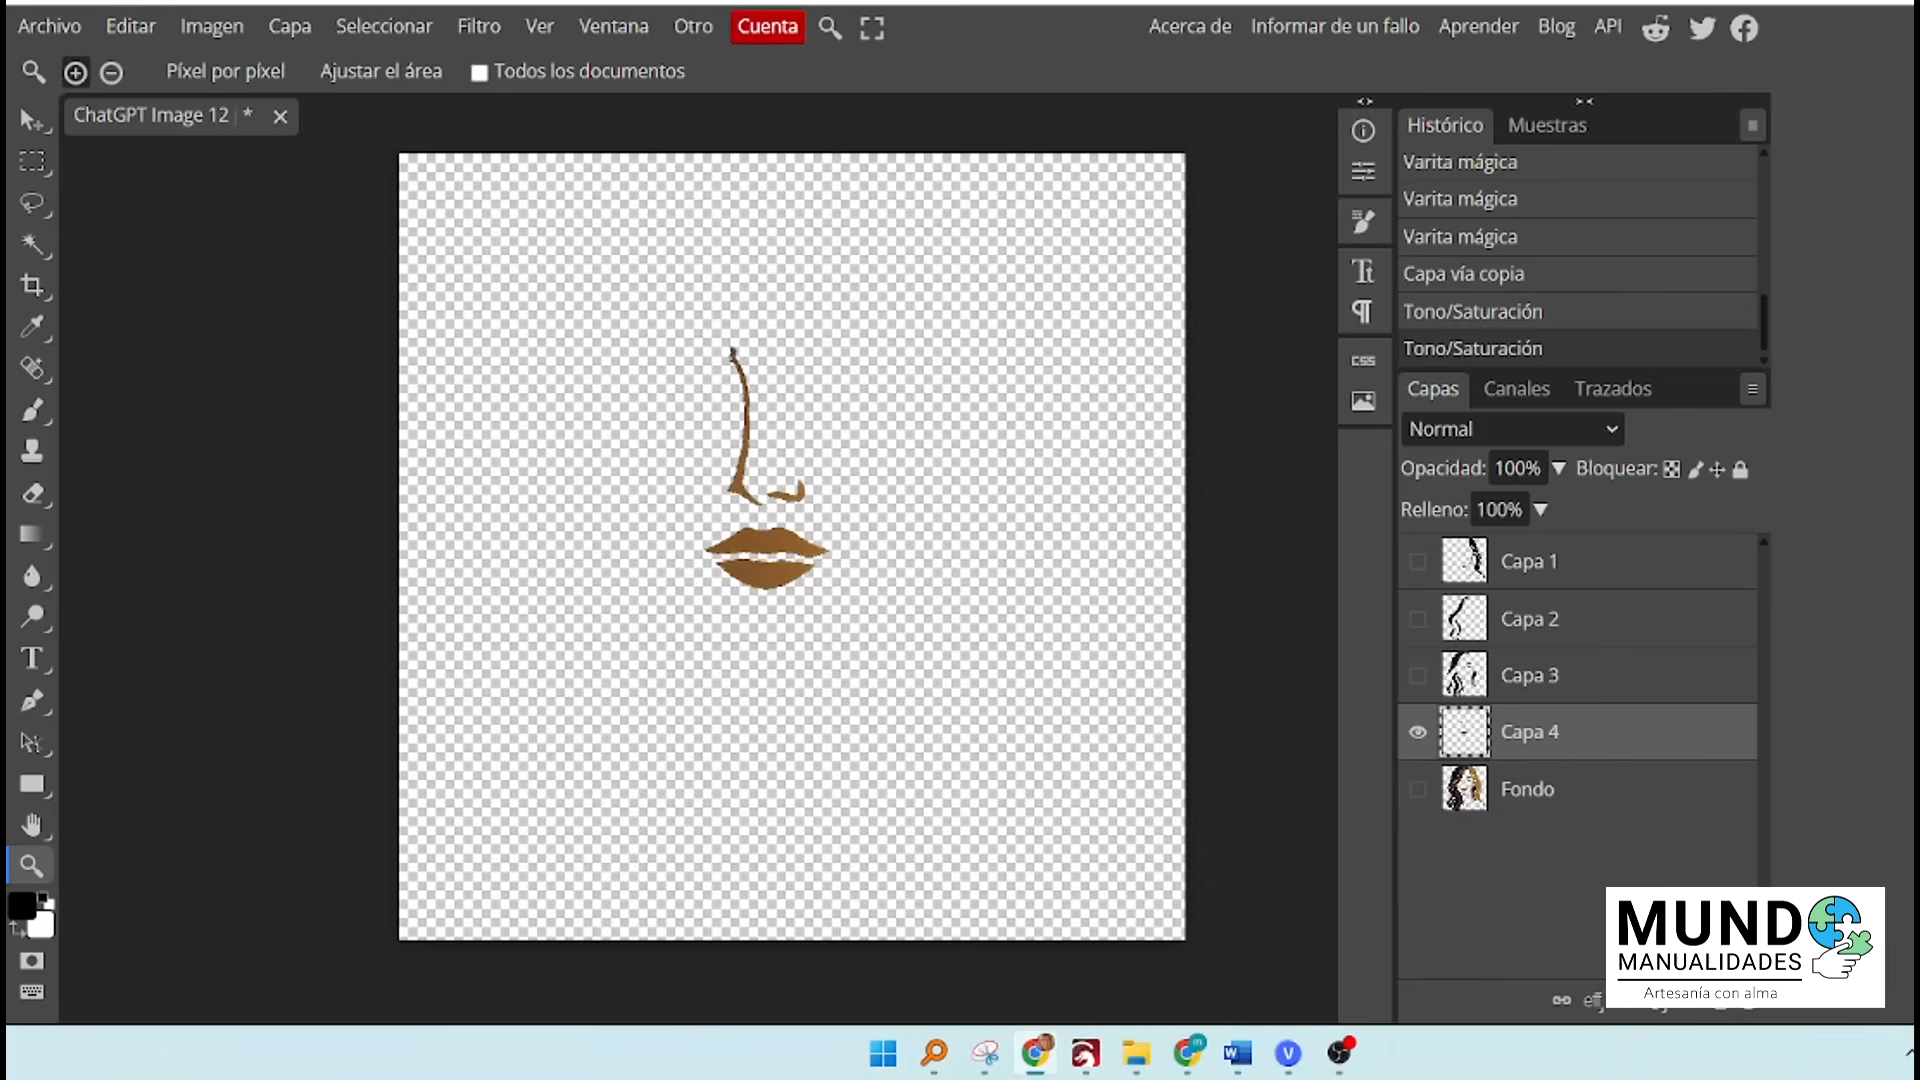 Archivo Editar Imagen Capa Seleccionar Filtro Ver Ventana Otro Cuenta Acerca de Informar de un fallo Aprender Blog API
Píxel por píxel Ajustar el área Todos los documentos
ChatGPT Image 12 *
Histórico Muestras
Varita mágica
Varita mágica
Varita mágica
Capa vía copia
Tono/Saturación
Tono/Saturación
CSS
Capas Canales Trazados
Normal
Opacidad: 100% Bloquear:
Relleno: 100%
Capa 1
Capa 2
Capa 3
Capa 4
Fondo
MUNDO
MANUALIDADES
Artesanía con alma